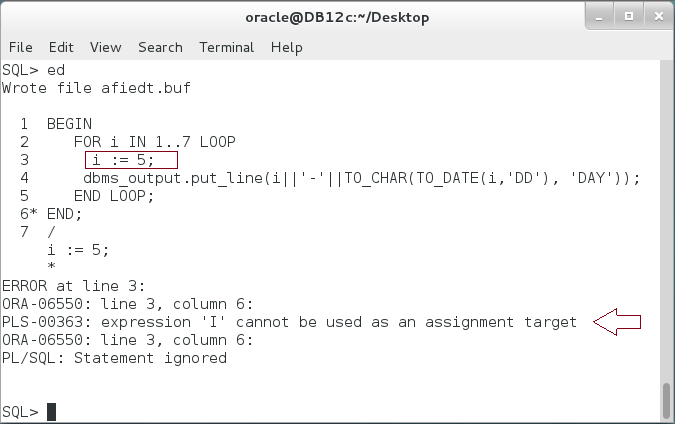 oracle@DB12c:~/Desktop
File Edit View Search Terminal Help
SQL> ed
Wrote file afiedt.buf
  1  BEGIN
  2     FOR i IN 1..7 LOOP
  3       i := 5;
  4      dbms_output.put_line(i||'-'||TO_CHAR(TO_DATE(i,'DD'), 'DAY'));
  5     END LOOP;
  6* END;
  7  /
     i := 5;
     *
ERROR at line 3:
ORA-06550: line 3, column 6:
PLS-00363: expression 'I' cannot be used as an assignment target
ORA-06550: line 3, column 6:
PL/SQL: Statement ignored
SQL>